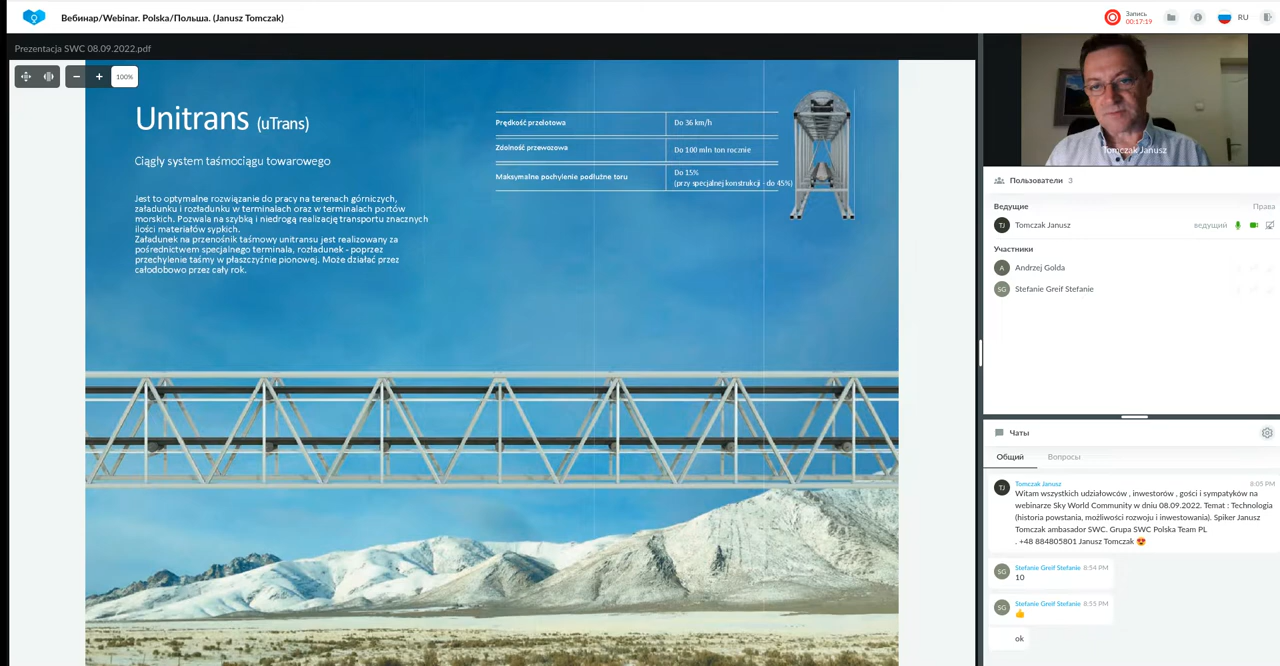 Вебинар/Webinar. Polska/Польша. (Janusz Tomczak)
Запись
00:17:19
RU
Prezentacja SWC 08.09.2022.pdf
100%
Unitrans (uTrans)
Ciągły system taśmociągu towarowego
Jest to optymalne rozwiązanie do pracy na terenach górniczych,
załadunku i rozładunku w terminalach oraz w terminalach portów
morskich. Pozwala na szybką i niedrogą realizację transportu znacznych
ilości materiałów sypkich.
Załadunek na przenośnik taśmowy unitransu jest realizowany za
pośrednictwem specjalnego terminala, rozładunek - poprzez
przechylenie taśmy w płaszczyźnie pionowej. Może działać przez
całodobowo przez cały rok.
Prędkość przelotowa
Do 36 km/h
Zdolność przewozowa
Do 100 mln ton rocznie
Maksymalne pochylenie podłużne toru
Do 15%
(przy specjalnej konstrukcji - do 45%)
Tomczak Janusz
Пользователи 3
Ведущие
Права
TJ
Tomczak Janusz
ведущий
Участники
A
Andrzej Golda
SG
Stefanie Greif Stefanie
Чаты
Общий
Вопросы
TJ
Tomczak Janusz
8:05 PM
Witam wszystkich udziałowców , inwestorów , gości i sympatyków na
webinarze Sky World Community w dniu 08.09.2022. Temat : Technologia
(historia powstania, możliwości rozwoju i inwestowania). Spiker Janusz
Tomczak ambasador SWC. Grupa SWC Polska Team PL
. +48 884805801 Janusz Tomczak 😍
SG
Stefanie Greif Stefanie 8:54 PM
10
SG
Stefanie Greif Stefanie 8:55 PM
👍
ok